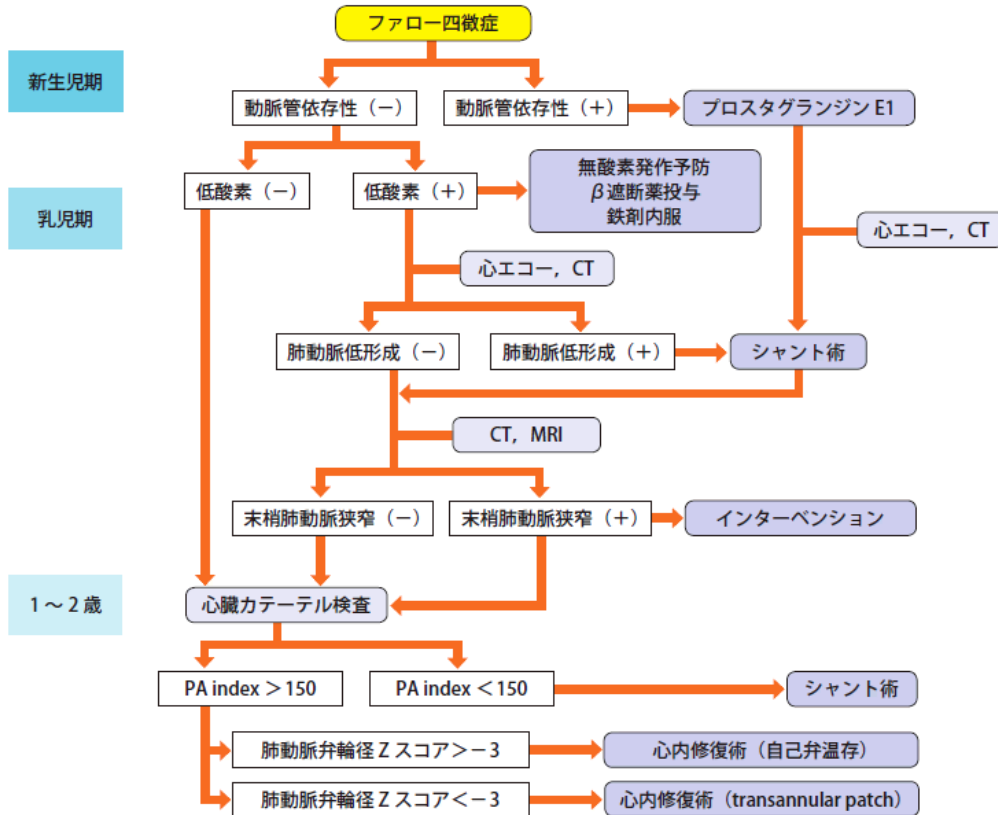 ファロー四徴症
新生児期
動脈管依存性（－）
動脈管依存性（＋）
プロスタグランジン E1
乳児期
低酸素（－）
低酸素（＋）
無酸素発作予防
β遮断薬投与
鉄剤内服
心エコー，CT
心エコー，CT
肺動脈低形成（－）
肺動脈低形成（＋）
シャント術
CT，MRI
末梢肺動脈狭窄（－）
末梢肺動脈狭窄（＋）
インターベンション
1～2歳
心臓カテーテル検査
PA index＞150
PA index＜150
シャント術
肺動脈弁輪径 Z スコア＞－3
心内修復術（自己弁温存）
肺動脈弁輪径 Z スコア＜－3
心内修復術（transannular patch）